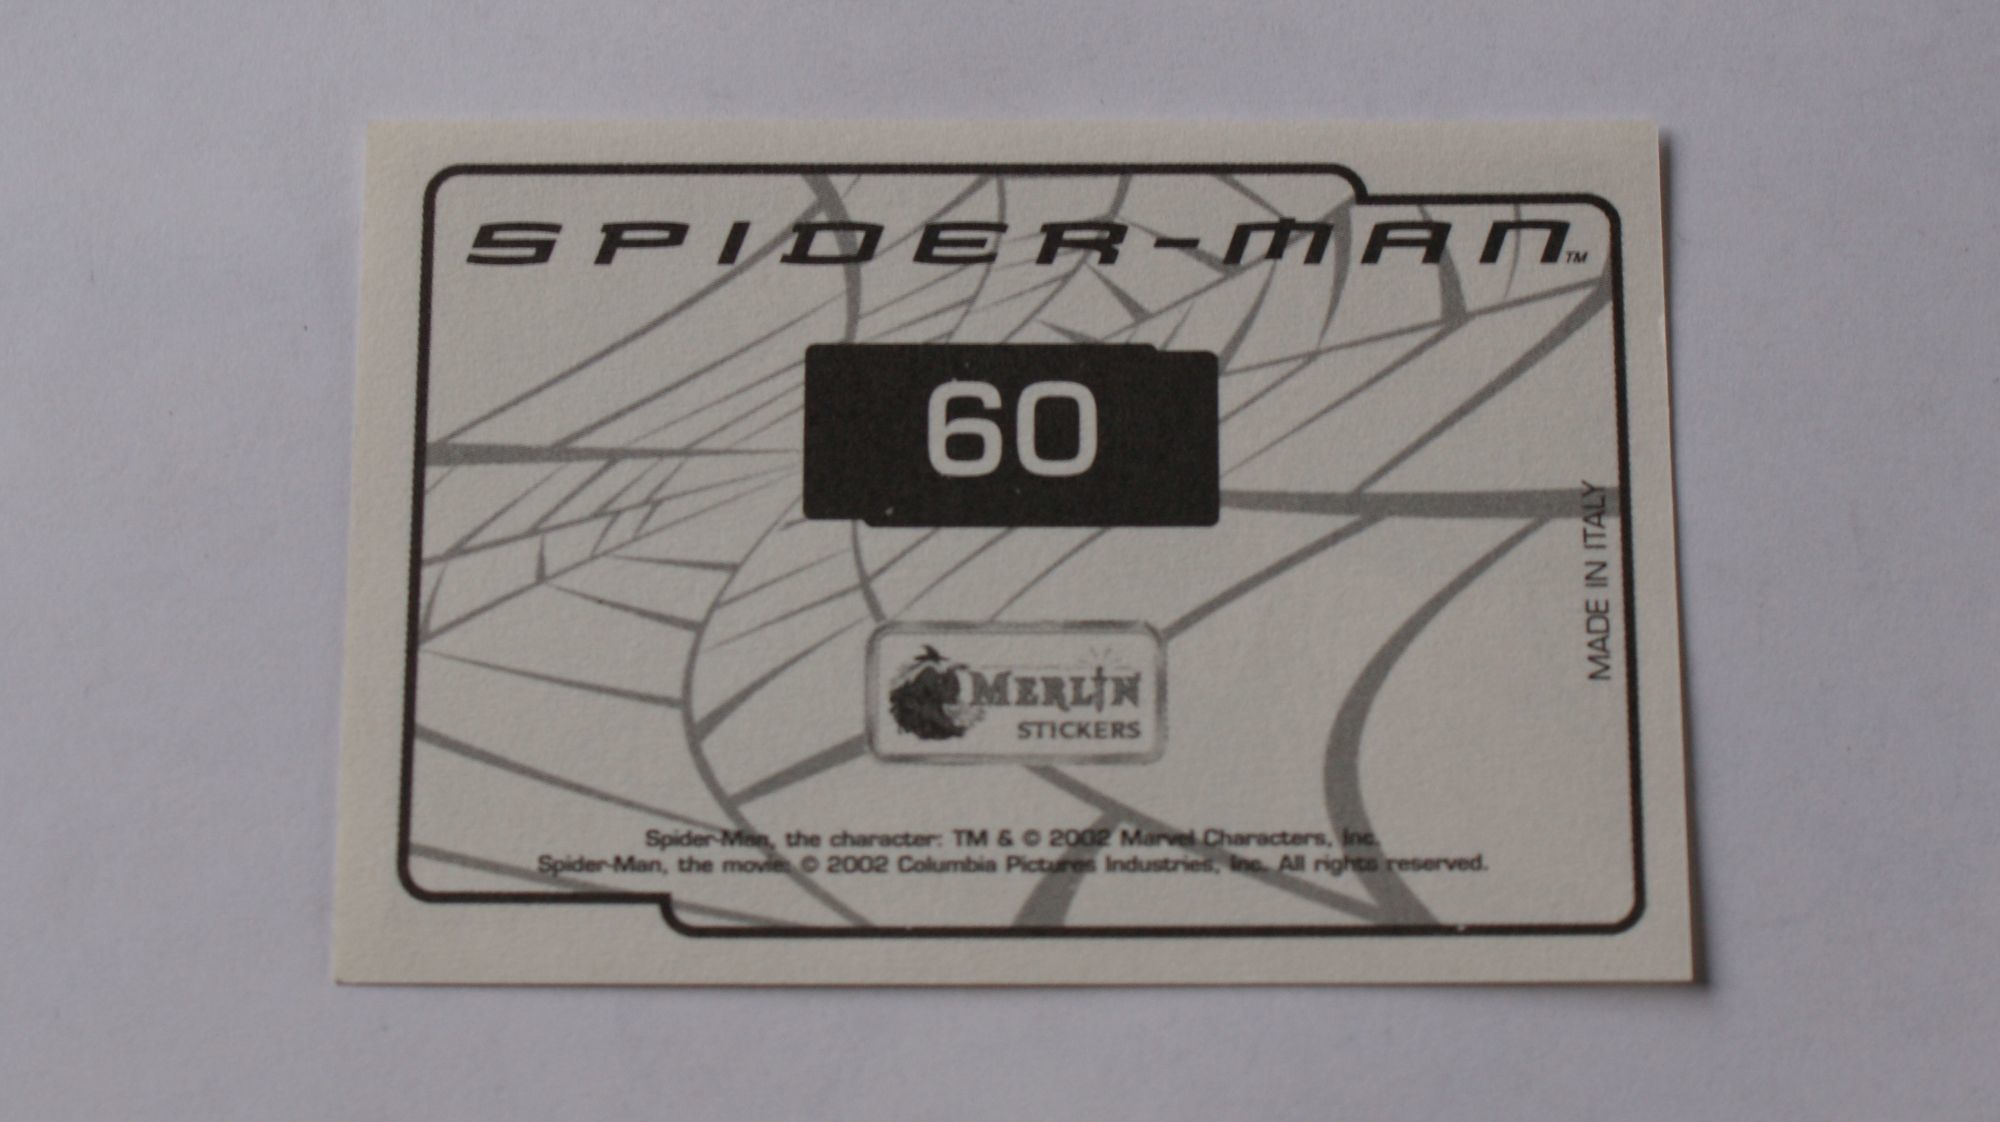 SPIDER-MAN™
60
MADE IN ITALY
MERLIN
STICKERS
Spider-Man, the character: TM & © 2002 Marvel Characters, Inc.
Spider-Man, the movie: © 2002 Columbia Pictures Industries, Inc. All rights reserved.